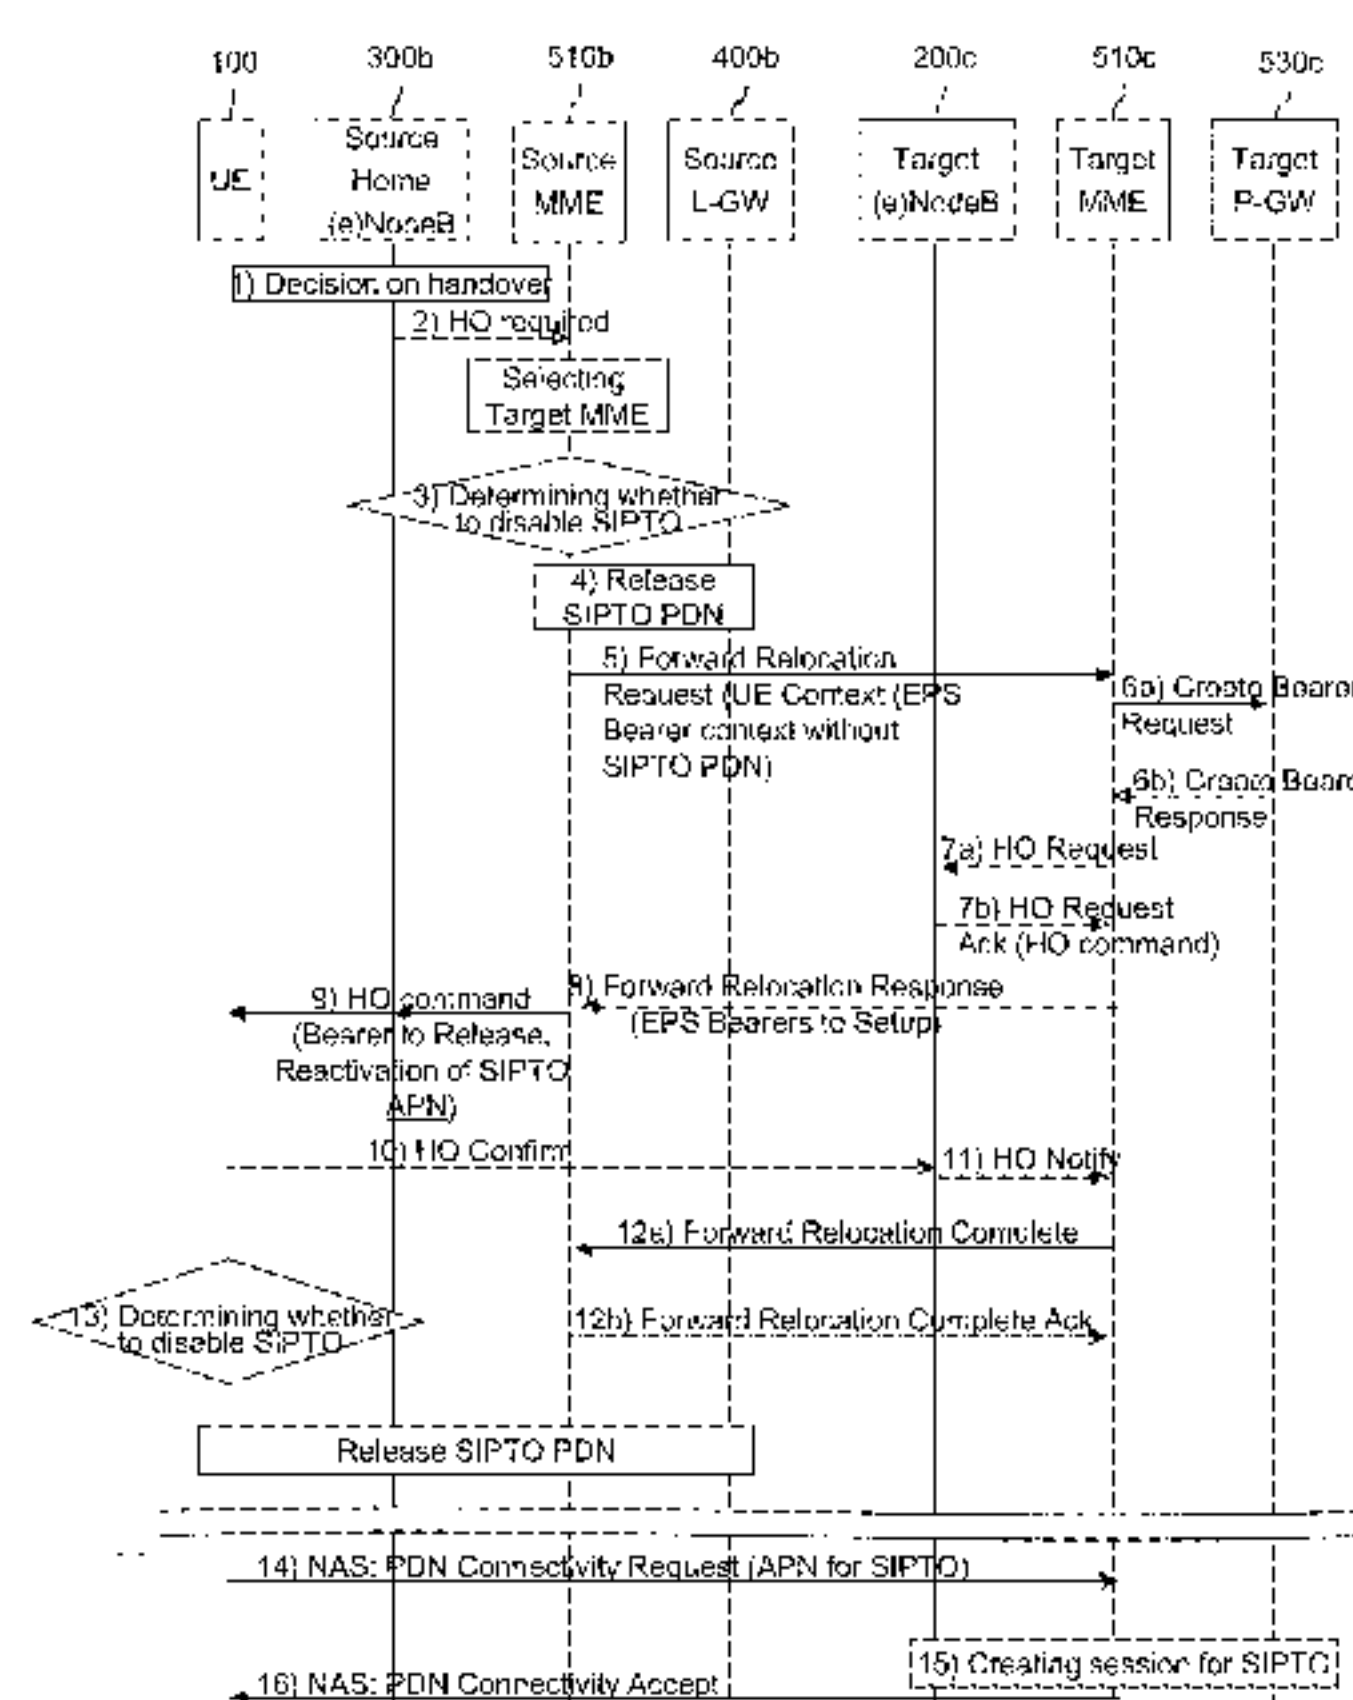 100
300b
510b
400b
200c
510c
530c
UE
Source
Home
(e)NodeB
Source
MME
Source
L-GW
Target
(e)NodeB
Target
MME
Target
P-GW
1) Decision on handover
2) HO required
Selecting
Target MME
3) Determining whether
to disable SIPTO
4) Release
SIPTO PDN
5) Forward Relocation
Request (UE Context (EPS
Bearer context without
SIPTO PDN)
6a) Create Bearer
Request
6b) Create Beare
Response
7a) HO Request
7b) HO Request
Ack (HO command)
8) Forward Relocation Response
(EPS Bearers to Setup)
9) HO command
(Bearer to Release,
Reactivation of SIPTO
APN)
10) HO Confirm
11) HO Notify
12a) Forward Relocation Complete
13) Determining whether
to disable SIPTO
12b) Forward Relocation Complete Ack
Release SIPTO PDN
14) NAS: PDN Connectivity Request (APN for SIPTO)
15) Creating session for SIPTO
16) NAS: PDN Connectivity Accept